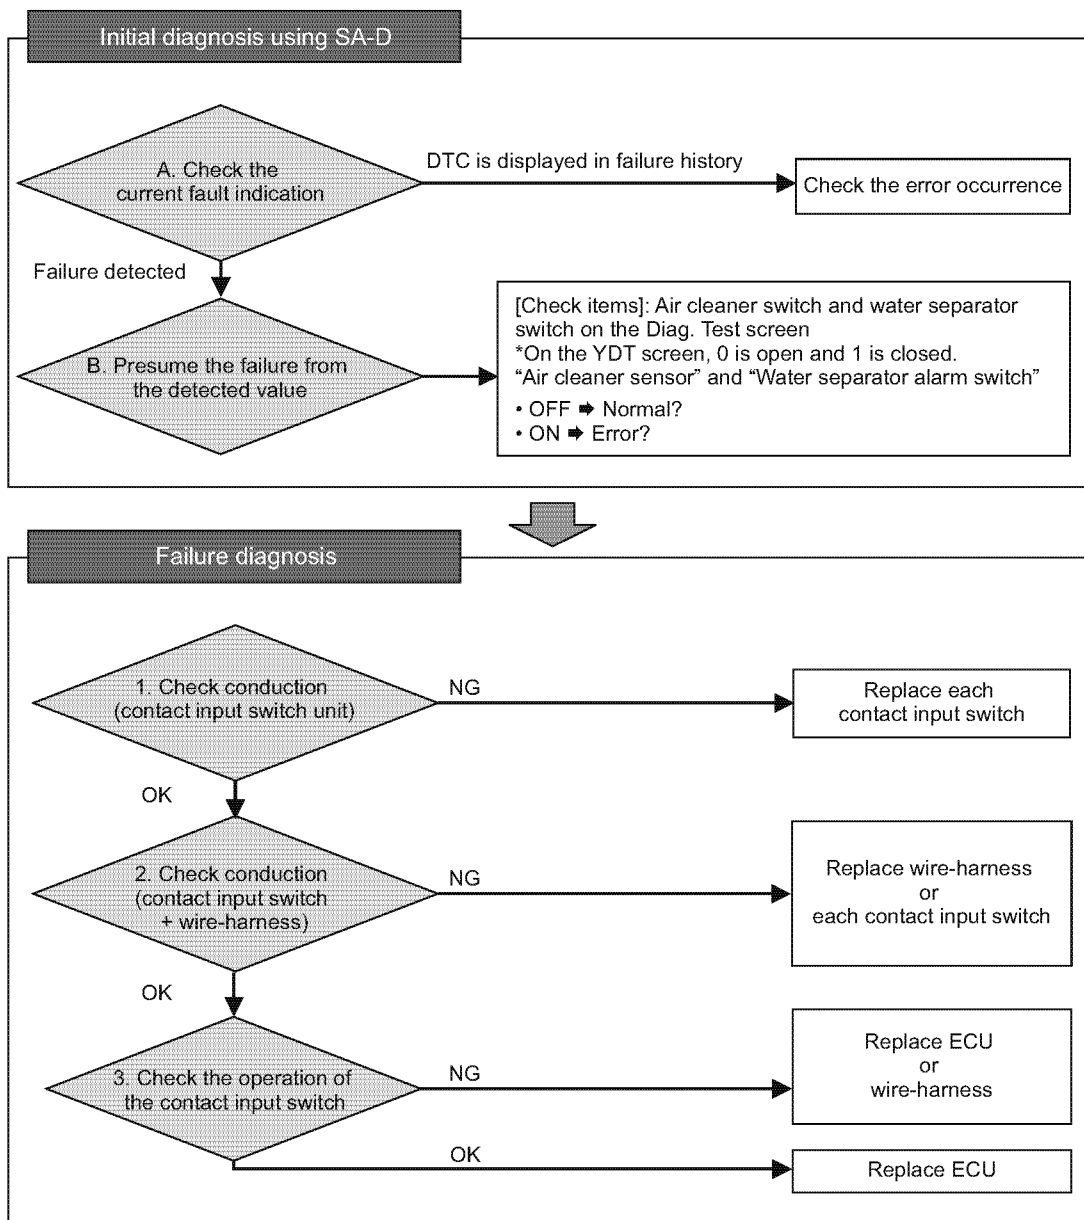 Initial diagnosis using SA-D
A. Check the
current fault indication
DTC is displayed in failure history
Check the error occurrence
Failure detected
B. Presume the failure from
the detected value
[Check items]: Air cleaner switch and water separator
switch on the Diag. Test screen
*On the YDT screen, 0 is open and 1 is closed.
“Air cleaner sensor” and “Water separator alarm switch”
• OFF ➡ Normal?
• ON ➡ Error?
Failure diagnosis
1. Check conduction
(contact input switch unit)
NG
Replace each
contact input switch
OK
2. Check conduction
(contact input switch
+ wire-harness)
NG
Replace wire-harness
or
each contact input switch
OK
3. Check the operation of
the contact input switch
NG
Replace ECU
or
wire-harness
OK
Replace ECU